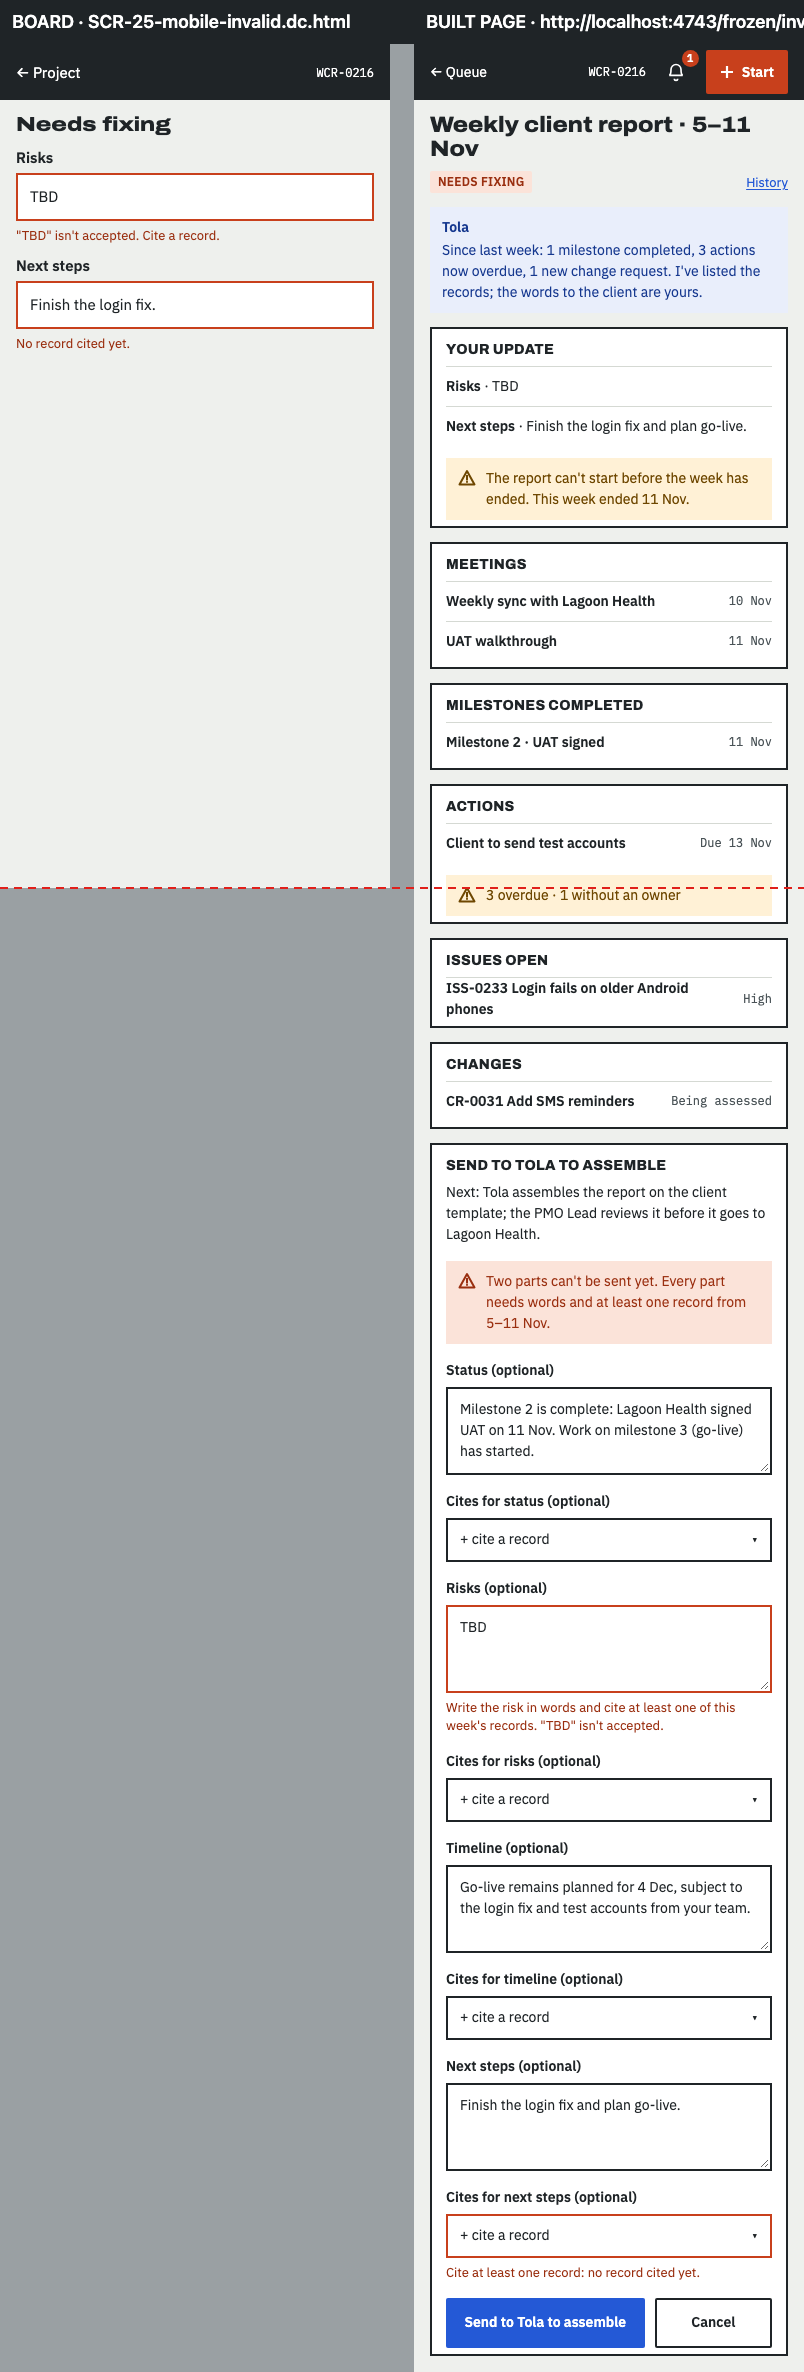 BOARD · SCR-25-mobile-invalid.dc.html
← Project
WCR-0216
Needs fixing
Risks
TBD
"TBD" isn't accepted. Cite a record.
Next steps
Finish the login fix.
No record cited yet.
BUILT PAGE · http://localhost:4743/frozen/inv
← Queue
WCR-0216
1
+ Start
Weekly client report · 5–11
Nov
NEEDS FIXING
History
Tola
Since last week: 1 milestone completed, 3 actions
now overdue, 1 new change request. I've listed the
records; the words to the client are yours.
YOUR UPDATE
Risks · TBD
Next steps · Finish the login fix and plan go-live.
The report can't start before the week has
ended. This week ended 11 Nov.
MEETINGS
Weekly sync with Lagoon Health 10 Nov
UAT walkthrough 11 Nov
MILESTONES COMPLETED
Milestone 2 · UAT signed 11 Nov
ACTIONS
Client to send test accounts Due 13 Nov
3 overdue · 1 without an owner
ISSUES OPEN
ISS-0233 Login fails on older Android
phones
High
CHANGES
CR-0031 Add SMS reminders Being assessed
SEND TO TOLA TO ASSEMBLE
Next: Tola assembles the report on the client
template; the PMO Lead reviews it before it goes to
Lagoon Health.
Two parts can't be sent yet. Every part
needs words and at least one record from
5–11 Nov.
Status (optional)
Milestone 2 is complete: Lagoon Health signed
UAT on 11 Nov. Work on milestone 3 (go-live)
has started.
Cites for status (optional)
+ cite a record
Risks (optional)
TBD
Write the risk in words and cite at least one of this
week's records. "TBD" isn't accepted.
Cites for risks (optional)
+ cite a record
Timeline (optional)
Go-live remains planned for 4 Dec, subject to
the login fix and test accounts from your team.
Cites for timeline (optional)
+ cite a record
Next steps (optional)
Finish the login fix and plan go-live.
Cites for next steps (optional)
+ cite a record
Cite at least one record: no record cited yet.
Send to Tola to assemble
Cancel